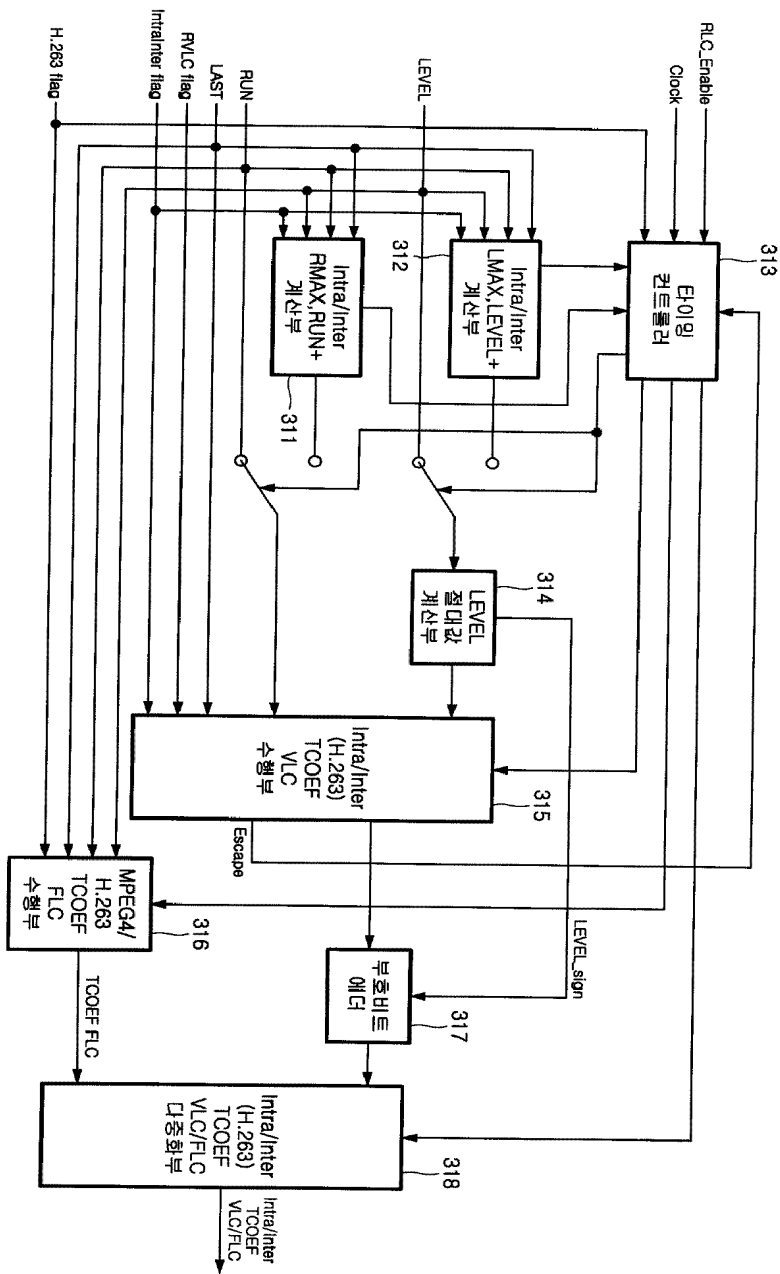 RLC_Enable
Clock
LEVEL
RUN
LAST
RVLC flag
IntraInter flag
H.263 flag
313
타이밍
컨트롤러
312
Intra/Inter
LMAX,LEVEL+
계산부
Intra/Inter
RMAX,RUN+
계산부
311
314
LEVEL
절대값
계산부
Intra/Inter
(H.263)
TCOEF
VLC
수행부
315
Escape
MPEG4/
H.263
TCOEF
FLC
수행부
316
LEVEL_sign
부호비트
에더
317
TCOEF FLC
Intra/Inter
(H.263)
TCOEF
VLC/FLC
다중화부
318
Intra/Inter
TCOEF
VLC/FLC